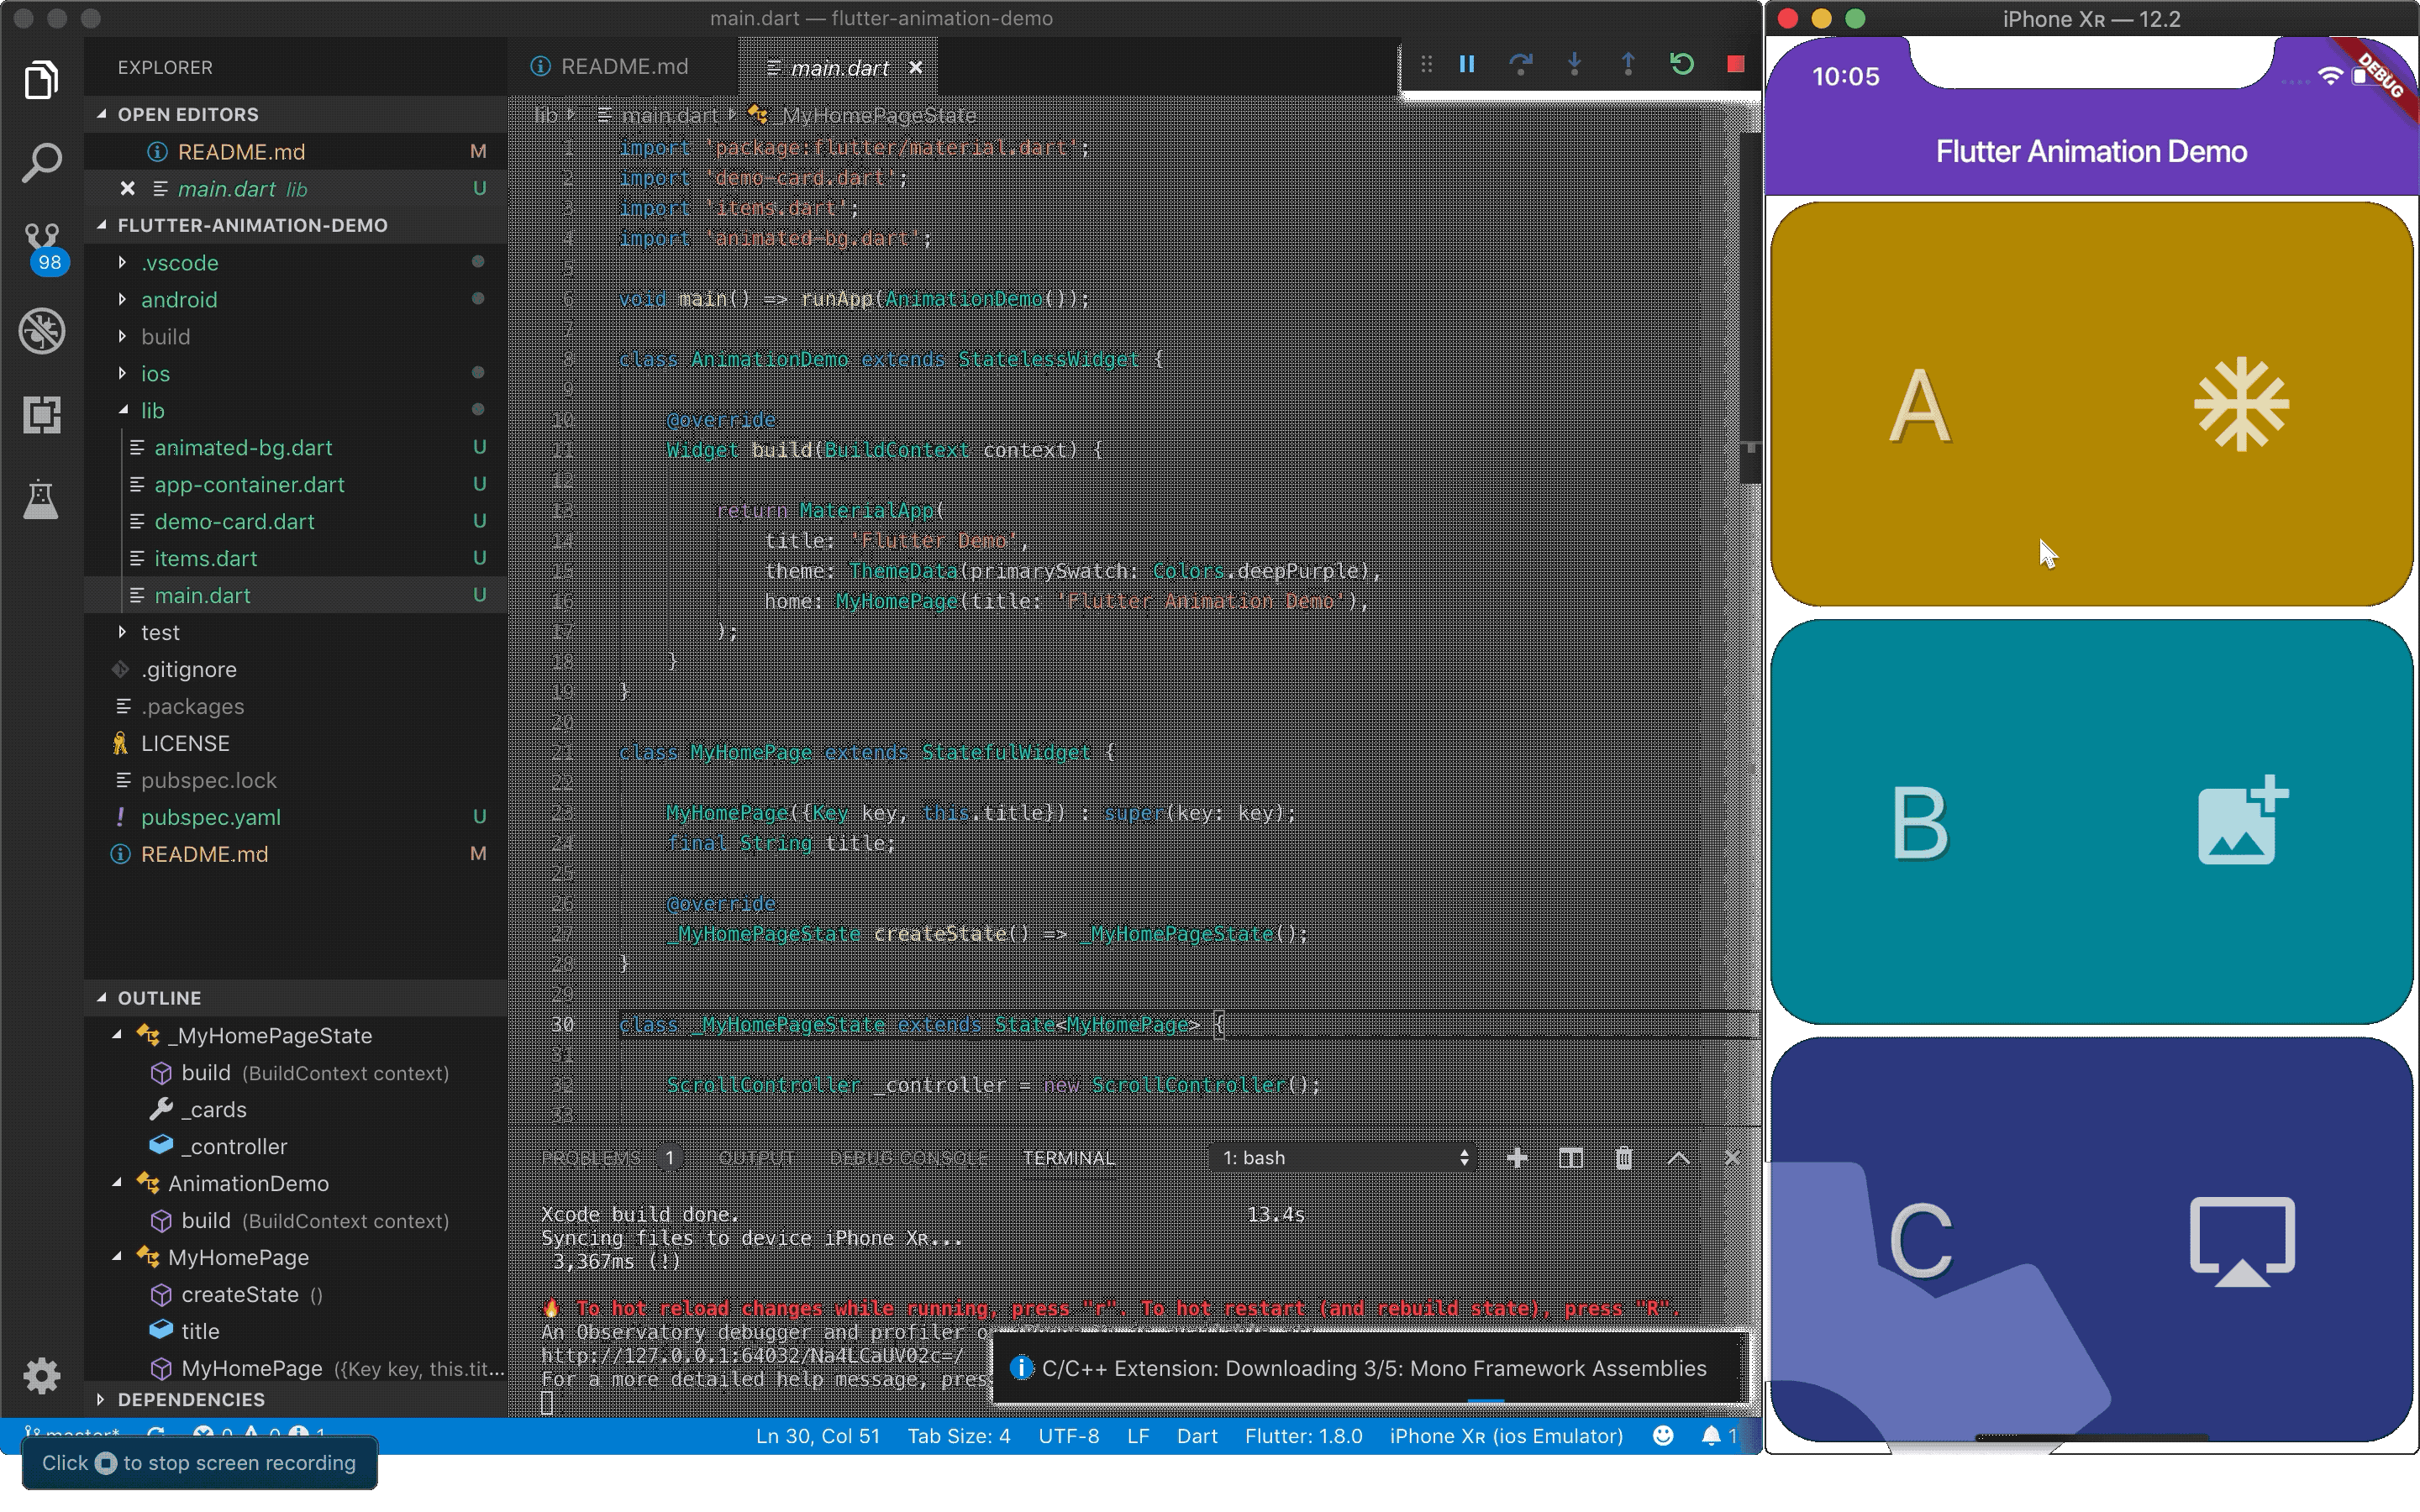 main.dart — flutter-animation-demo
EXPLORER
OPEN EDITORS
README.md M
main.dart lib U
FLUTTER-ANIMATION-DEMO
.vscode
android
build
ios
lib
animated-bg.dart U
app-container.dart U
demo-card.dart U
items.dart U
main.dart U
test
.gitignore
.packages
LICENSE
pubspec.lock
pubspec.yaml U
README.md M
98
OUTLINE
_MyHomePageState
build (BuildContext context)
_cards
_controller
AnimationDemo
build (BuildContext context)
MyHomePage
createState ()
title
MyHomePage ({Key key, this.tit...
DEPENDENCIES
README.md
main.dart
lib main.dart _MyHomePageState
1 import 'package:flutter/material.dart';
2 import 'demo-card.dart';
3 import 'items.dart';
4 import 'animated-bg.dart';
5
6 void main() => runApp(AnimationDemo());
7
8 class AnimationDemo extends StatelessWidget {
9
10 @override
11 Widget build(BuildContext context) {
12
13 return MaterialApp(
14 title: 'Flutter Demo',
15 theme: ThemeData(primarySwatch: Colors.deepPurple),
16 home: MyHomePage(title: 'Flutter Animation Demo'),
17 );
18 }
19 }
20
21 class MyHomePage extends StatefulWidget {
22
23 MyHomePage({Key key, this.title}) : super(key: key);
24 final String title;
25
26 @override
27 _MyHomePageState createState() => _MyHomePageState();
28 }
29
30 class _MyHomePageState extends State<MyHomePage> {
31
32 ScrollController _controller = new ScrollController();
33
PROBLEMS 1 OUTPUT DEBUG CONSOLE TERMINAL 1: bash
Xcode build done. 13.4s
Syncing files to device iPhone Xʀ...
3,367ms (!)
🔥 To hot reload changes while running, press "r". To hot restart (and rebuild state), press "R".
An Observatory debugger and profiler
http://127.0.0.1:64032/Na4LCaUV02c=/
For a more detailed help message, pres
C/C++ Extension: Downloading 3/5: Mono Framework Assemblies
master* 0 0 1 Ln 30, Col 51 Tab Size: 4 UTF-8 LF Dart Flutter: 1.8.0 iPhone Xʀ (ios Emulator) 1
Click to stop screen recording
iPhone Xʀ — 12.2
10:05
DEBUG
Flutter Animation Demo
A
B
C